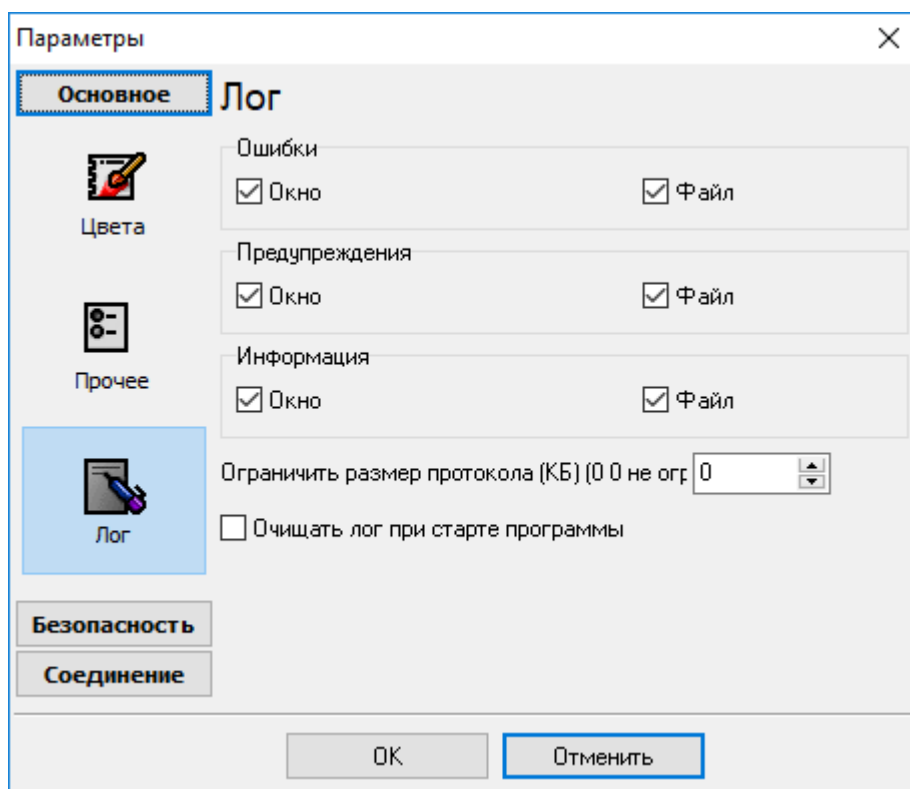 Параметры
Основное
Лог
Ошибки
Окно
Файл
Цвета
Предупреждения
Окно
Файл
Прочее
Информация
Окно
Файл
Ограничить размер протокола (КБ) (0 0 не огр
0
Лог
Очищать лог при старте программы
Безопасность
Соединение
OK
Отменить